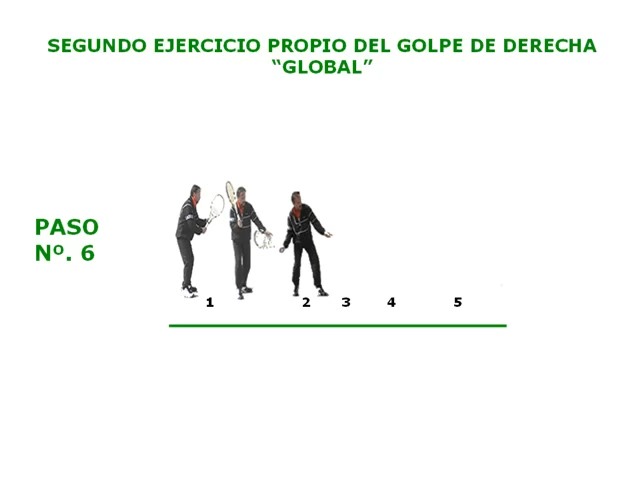 SEGUNDO EJERCICIO PROPIO DEL GOLPE DE DERECHA
“GLOBAL”
PASO
Nº. 6
1 2 3 4 5